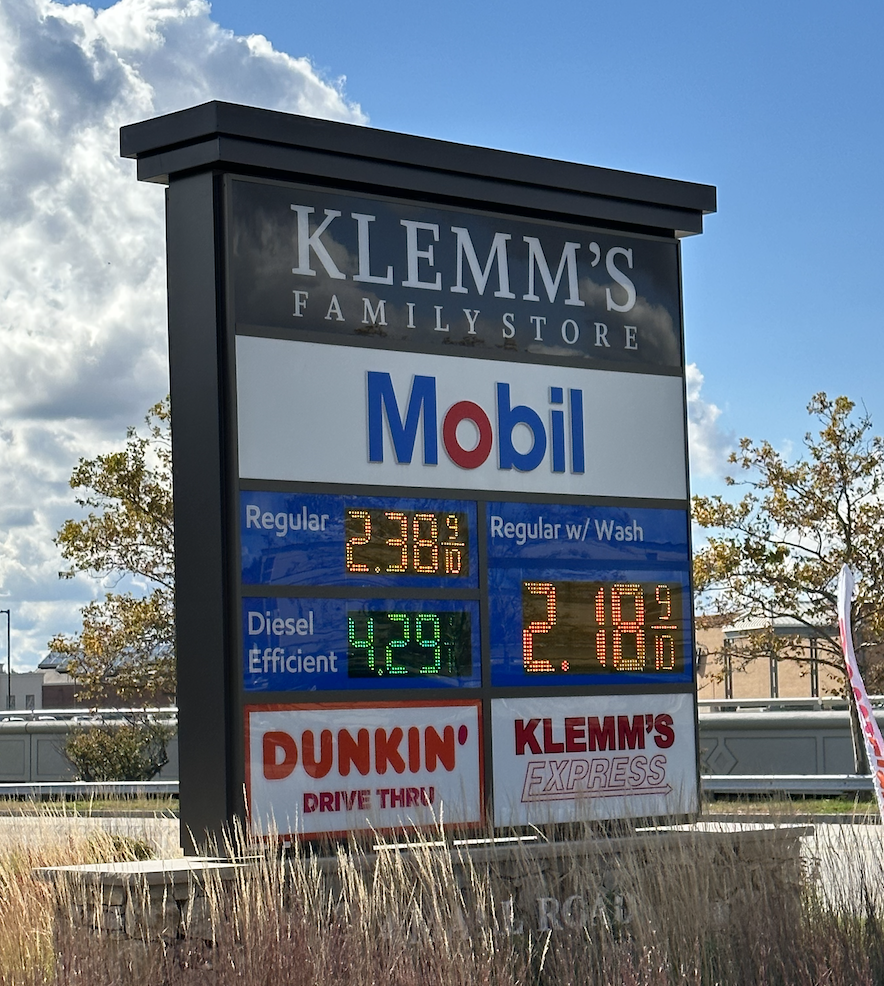 KLEMM'S
FAMILY STORE
Mobil
Regular 2.38 9/10
Diesel
Efficient
4.29
Regular w/ Wash
2.18 9/10
DUNKIN'
DRIVE THRU
KLEMM'S
EXPRESS
ROAD